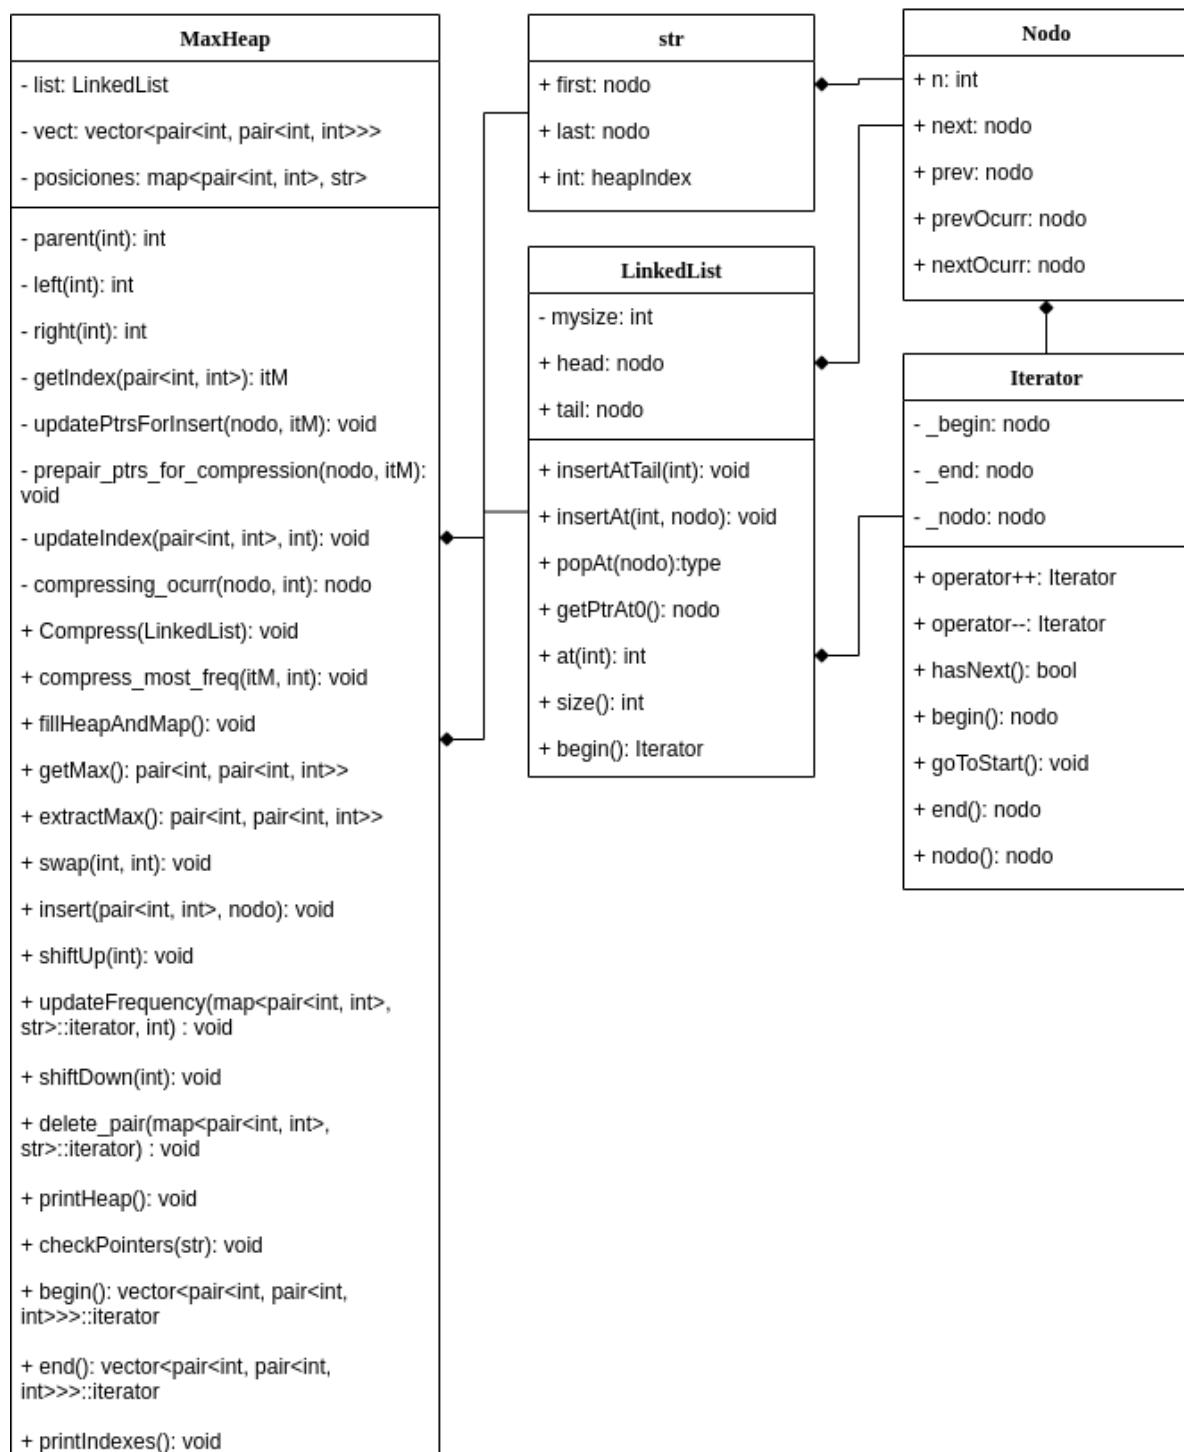 MaxHeap
- list: LinkedList
- vect: vector<pair<int, pair<int, int>>>
- posiciones: map<pair<int, int>, str>
- parent(int): int
- left(int): int
- right(int): int
- getIndex(pair<int, int>): itM
- updatePtrsForInsert(nodo, itM): void
- prepair_ptrs_for_compression(nodo, itM):
void
- updateIndex(pair<int, int>, int): void
- compressing_ocurr(nodo, int): nodo
+ Compress(LinkedList): void
+ compress_most_freq(itM, int): void
+ fillHeapAndMap(): void
+ getMax(): pair<int, pair<int, int>>
+ extractMax(): pair<int, pair<int, int>>
+ swap(int, int): void
+ insert(pair<int, int>, nodo): void
+ shiftUp(int): void
+ updateFrequency(map<pair<int, int>,
str>::iterator, int) : void
+ shiftDown(int): void
+ delete_pair(map<pair<int, int>,
str>::iterator) : void
+ printHeap(): void
+ checkPointers(str): void
+ begin(): vector<pair<int, pair<int,
int>>>::iterator
+ end(): vector<pair<int, pair<int,
int>>>::iterator
+ printIndexes(): void
str
+ first: nodo
+ last: nodo
+ int: heapIndex
LinkedList
- mysize: int
+ head: nodo
+ tail: nodo
+ insertAtTail(int): void
+ insertAt(int, nodo): void
+ popAt(nodo):type
+ getPtrAt0(): nodo
+ at(int): int
+ size(): int
+ begin(): Iterator
Nodo
+ n: int
+ next: nodo
+ prev: nodo
+ prevOcurr: nodo
+ nextOcurr: nodo
Iterator
- _begin: nodo
- _end: nodo
- _nodo: nodo
+ operator++: Iterator
+ operator--: Iterator
+ hasNext(): bool
+ begin(): nodo
+ goToStart(): void
+ end(): nodo
+ nodo(): nodo